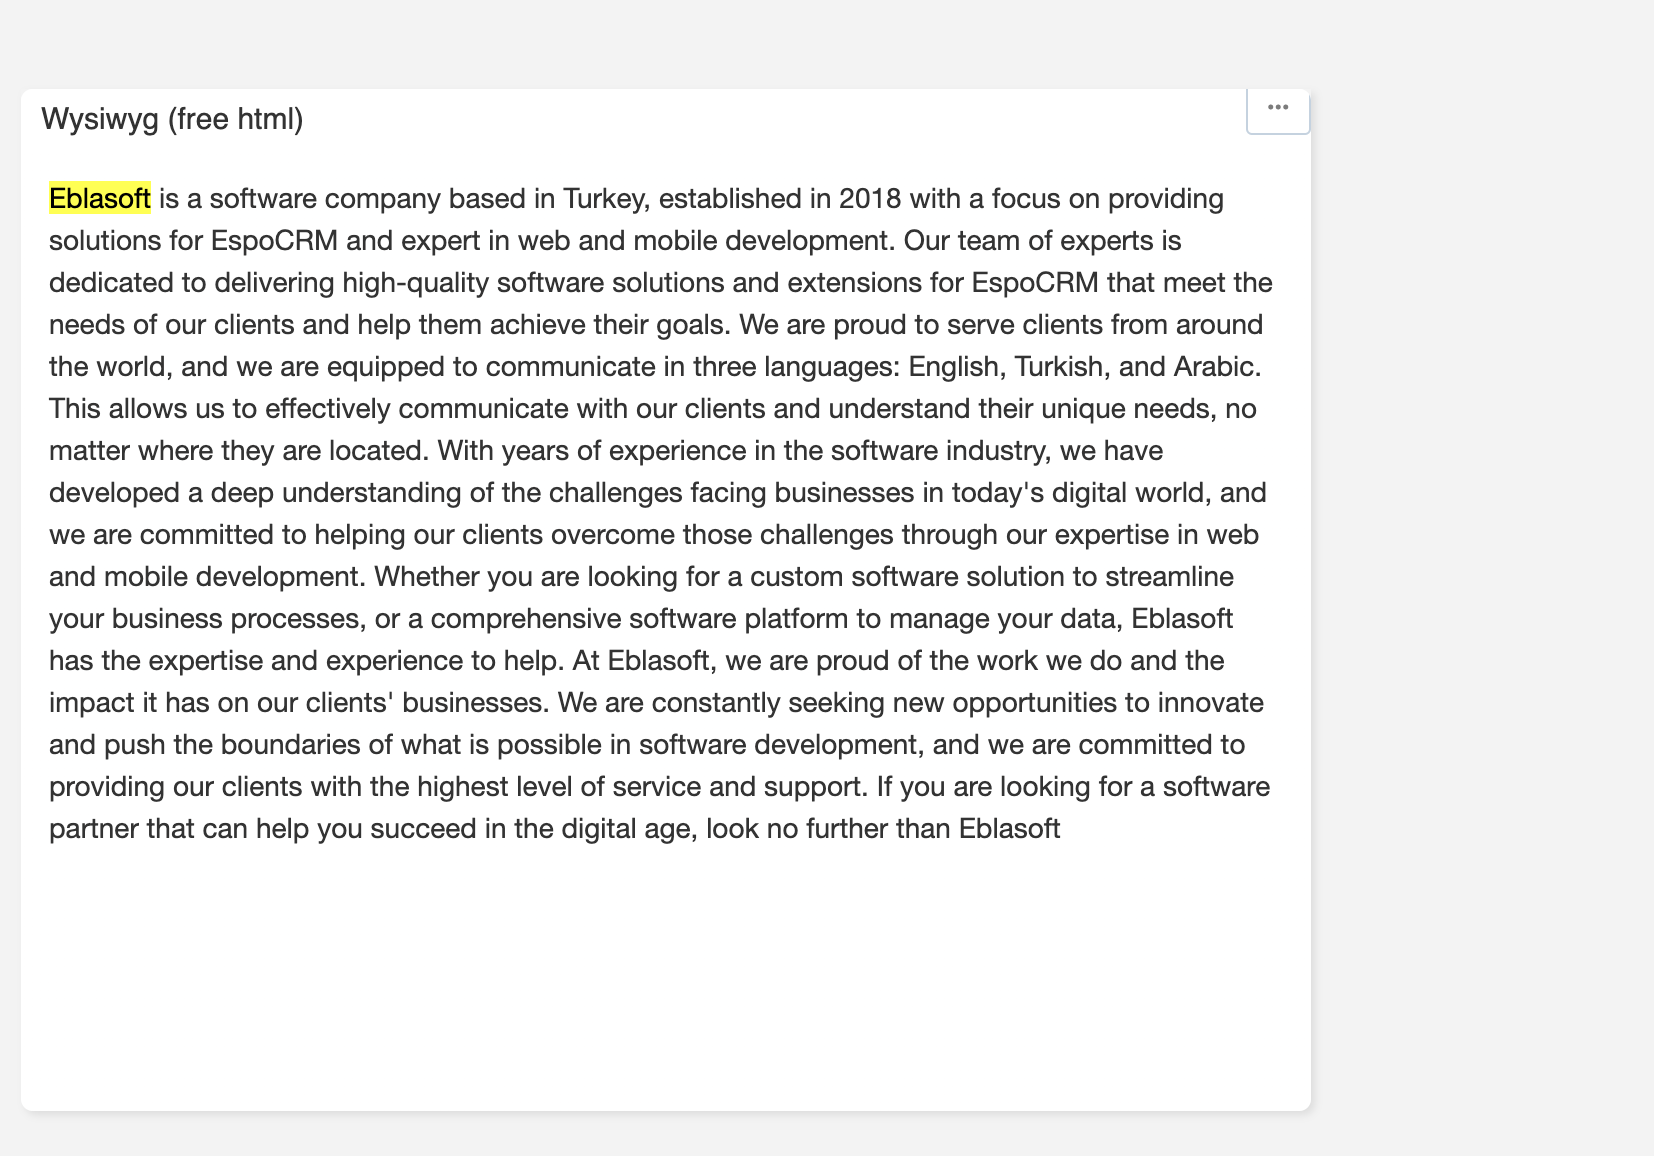 Wysiwyg (free html)
•••
Eblasoft is a software company based in Turkey, established in 2018 with a focus on providing
solutions for EspoCRM and expert in web and mobile development. Our team of experts is
dedicated to delivering high-quality software solutions and extensions for EspoCRM that meet the
needs of our clients and help them achieve their goals. We are proud to serve clients from around
the world, and we are equipped to communicate in three languages: English, Turkish, and Arabic.
This allows us to effectively communicate with our clients and understand their unique needs, no
matter where they are located. With years of experience in the software industry, we have
developed a deep understanding of the challenges facing businesses in today's digital world, and
we are committed to helping our clients overcome those challenges through our expertise in web
and mobile development. Whether you are looking for a custom software solution to streamline
your business processes, or a comprehensive software platform to manage your data, Eblasoft
has the expertise and experience to help. At Eblasoft, we are proud of the work we do and the
impact it has on our clients' businesses. We are constantly seeking new opportunities to innovate
and push the boundaries of what is possible in software development, and we are committed to
providing our clients with the highest level of service and support. If you are looking for a software
partner that can help you succeed in the digital age, look no further than Eblasoft